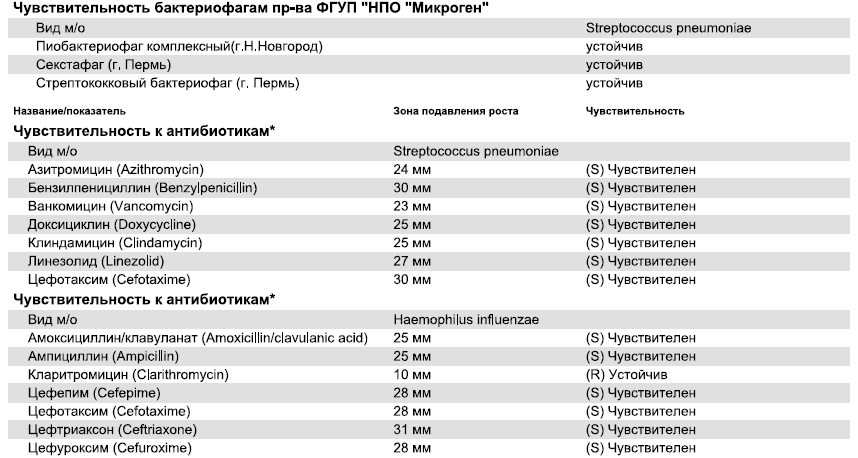 Чувствительность бактериофагам пр-ва ФГУП "НПО "Микроген"
Вид м/о Streptococcus pneumoniae
Пиобактериофаг комплексный(г.Н.Новгород) устойчив
Секстафаг (г. Пермь) устойчив
Стрептококковый бактериофаг (г. Пермь) устойчив
Название/показатель Зона подавления роста Чувствительность
Чувствительность к антибиотикам*
Вид м/о Streptococcus pneumoniae
Азитромицин (Azithromycin) 24 мм (S) Чувствителен
Бензилпенициллин (Benzylpenicillin) 30 мм (S) Чувствителен
Ванкомицин (Vancomycin) 23 мм (S) Чувствителен
Доксициклин (Doxycycline) 25 мм (S) Чувствителен
Клиндамицин (Clindamycin) 25 мм (S) Чувствителен
Линезолид (Linezolid) 27 мм (S) Чувствителен
Цефотаксим (Cefotaxime) 30 мм (S) Чувствителен
Чувствительность к антибиотикам*
Вид м/о Haemophilus influenzae
Амоксициллин/клавуланат (Amoxicillin/clavulanic acid) 25 мм (S) Чувствителен
Ампициллин (Ampicillin) 25 мм (S) Чувствителен
Кларитромицин (Clarithromycin) 10 мм (R) Устойчив
Цефепим (Cefepime) 28 мм (S) Чувствителен
Цефотаксим (Cefotaxime) 28 мм (S) Чувствителен
Цефтриаксон (Ceftriaxone) 31 мм (S) Чувствителен
Цефуроксим (Cefuroxime) 28 мм (S) Чувствителен